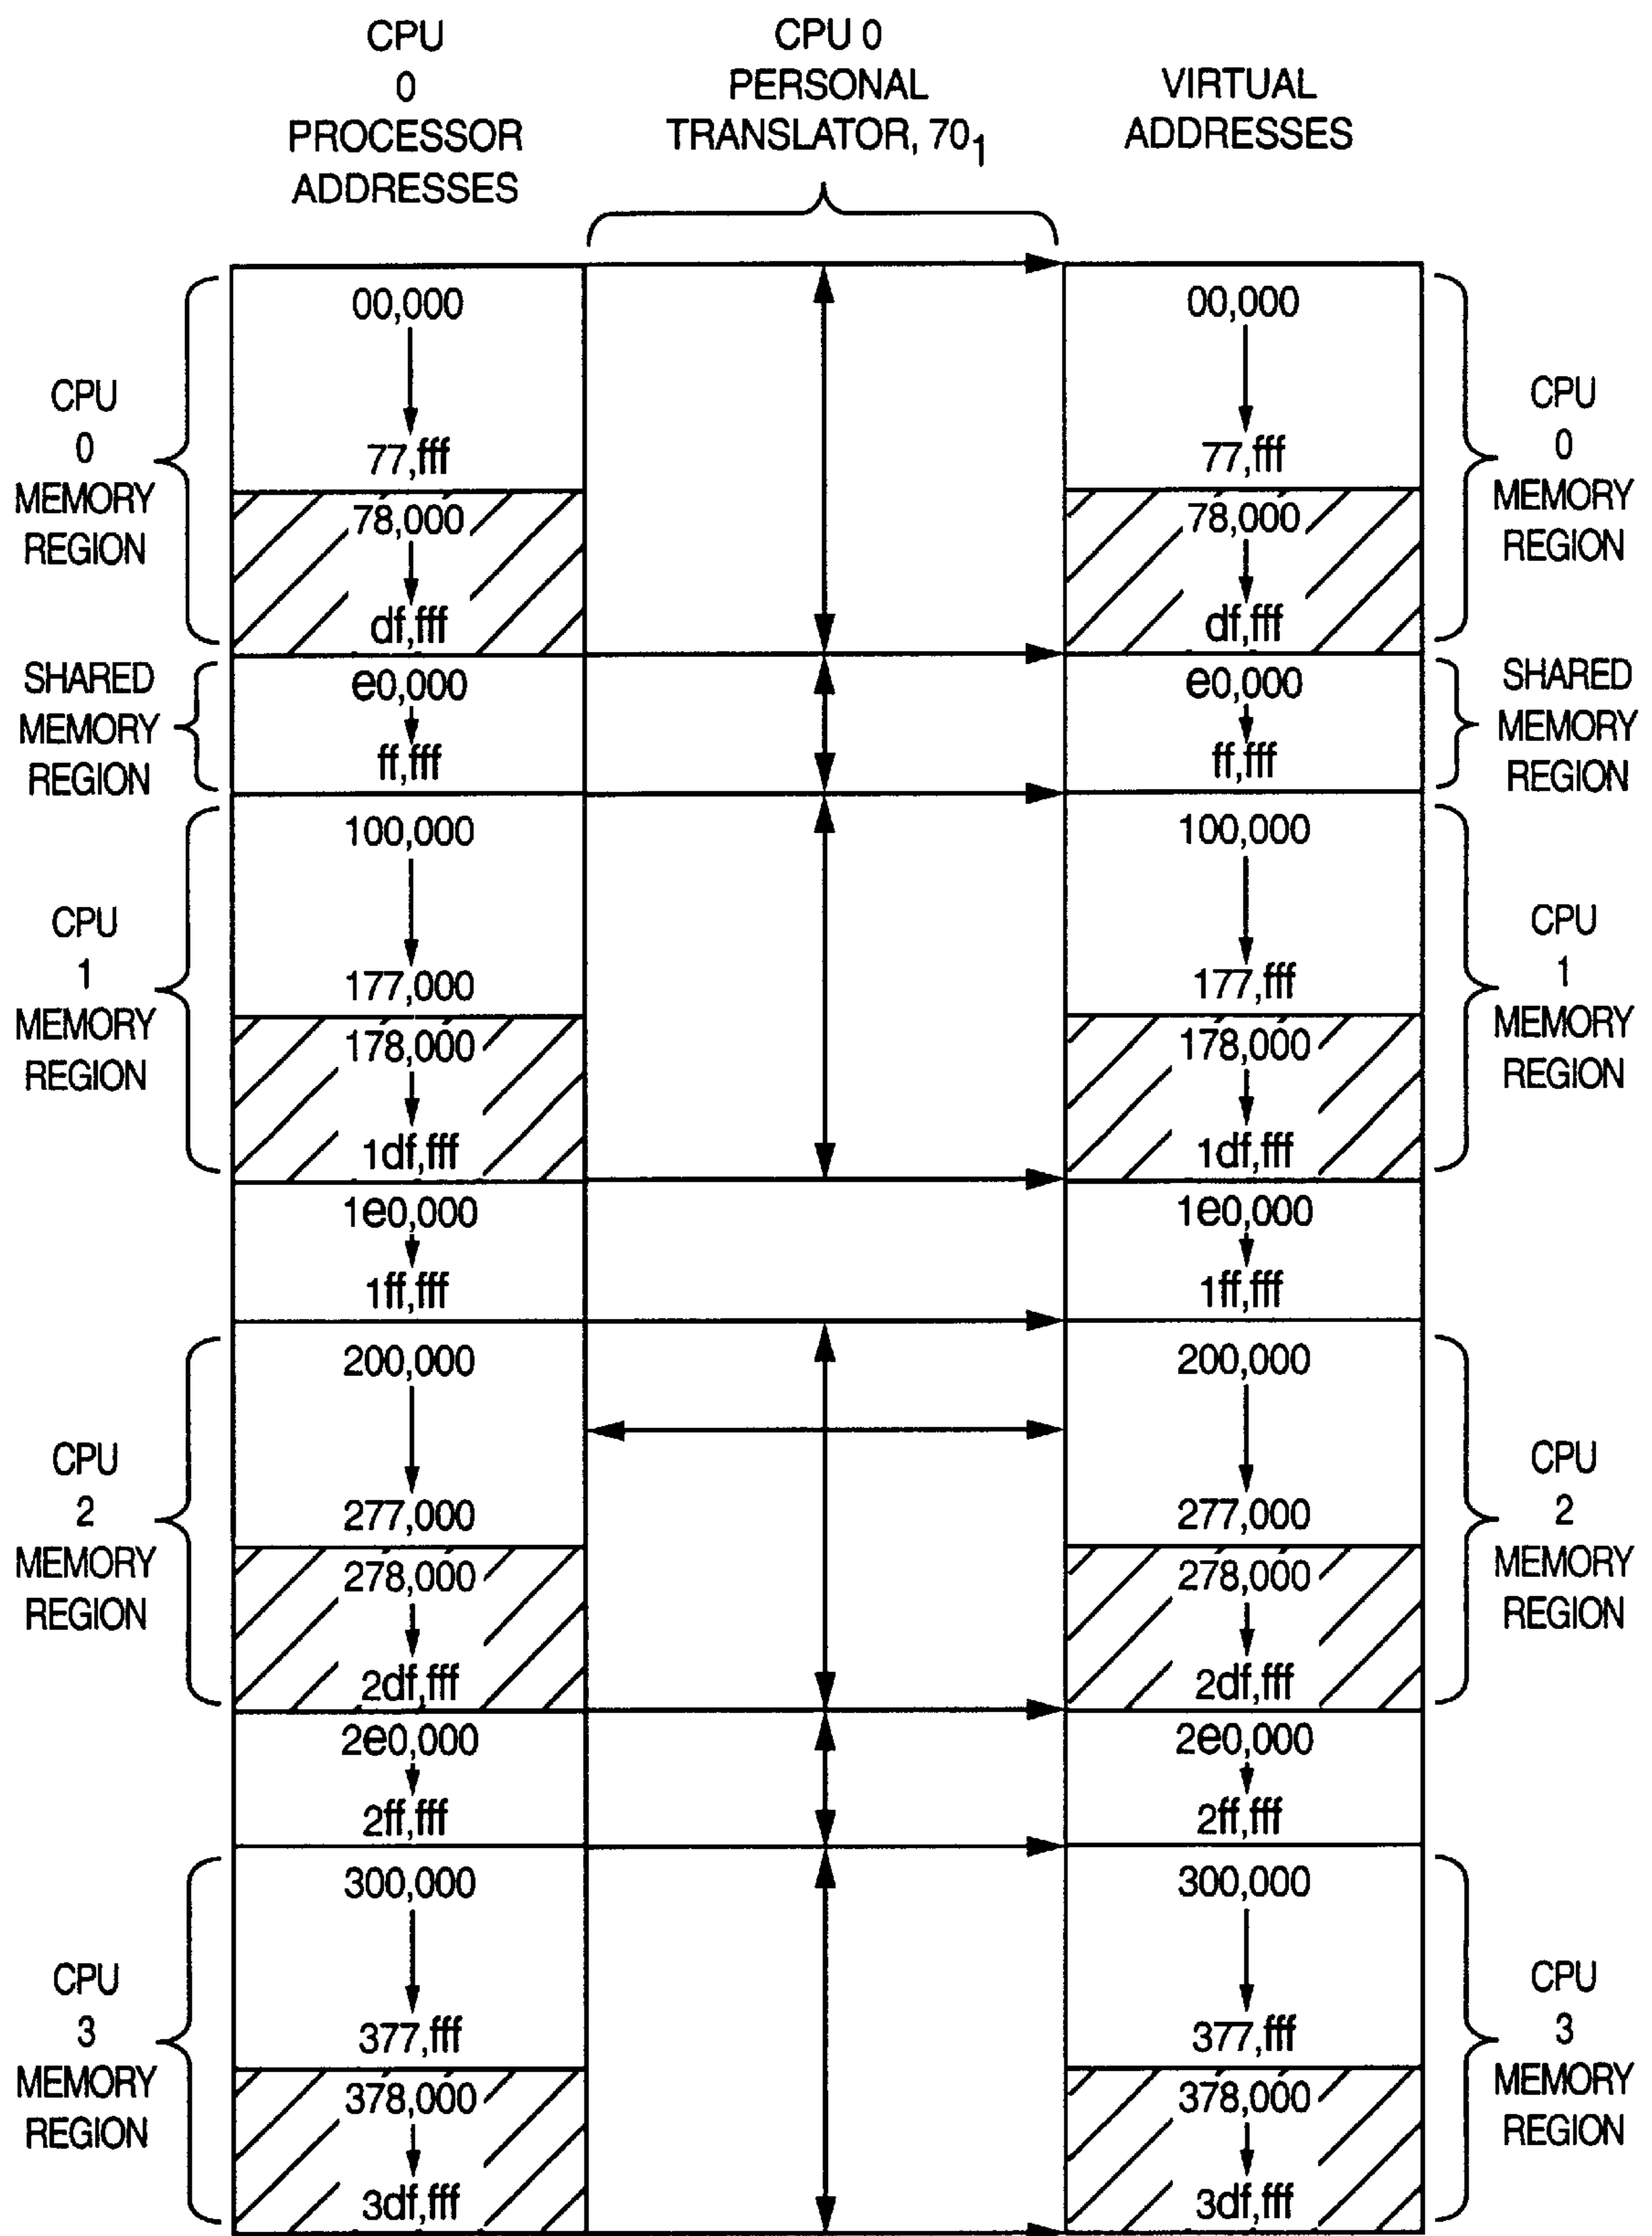 CPU
0
PROCESSOR
ADDRESSES
CPU 0
PERSONAL
TRANSLATOR, 70₁
VIRTUAL
ADDRESSES
CPU
0
MEMORY
REGION
00,000
77,fff
78,000
df,fff
00,000
77,fff
78,000
df,fff
CPU
0
MEMORY
REGION
SHARED
MEMORY
REGION
e0,000
ff,fff
e0,000
ff,fff
SHARED
MEMORY
REGION
CPU
1
MEMORY
REGION
100,000
177,000
178,000
1df,fff
100,000
177,fff
178,000
1df,fff
CPU
1
MEMORY
REGION
1e0,000
1ff,fff
1e0,000
1ff,fff
CPU
2
MEMORY
REGION
200,000
277,000
278,000
2df,fff
200,000
277,000
278,000
2df,fff
CPU
2
MEMORY
REGION
2e0,000
2ff,fff
2e0,000
2ff,fff
CPU
3
MEMORY
REGION
300,000
377,fff
378,000
3df,fff
300,000
377,fff
378,000
3df,fff
CPU
3
MEMORY
REGION